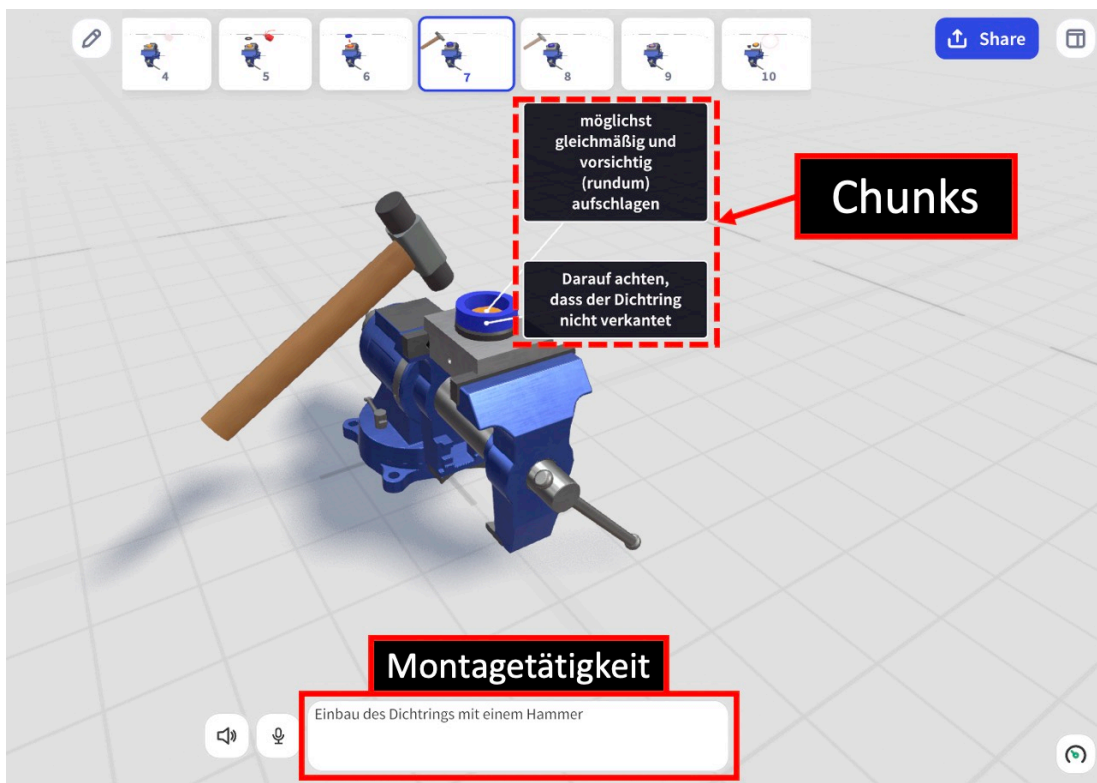 4
5
6
7
8
9
10
Share
möglichst
gleichmäßig und
vorsichtig
(rundum)
aufschlagen
Chunks
Darauf achten,
dass der Dichtring
nicht verkantet
Montagetätigkeit
Einbau des Dichtrings mit einem Hammer